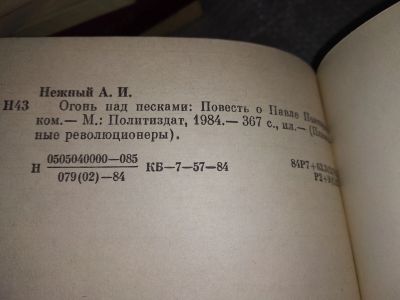 Нежный А. И.
Н43 Огонь над песками: Повесть о Павле
ком.— М.: Политиздат, 1984.— 367 с., ил.—
ные революционеры).
0505040000—085
Н КБ—7—57—84
079(02)—84